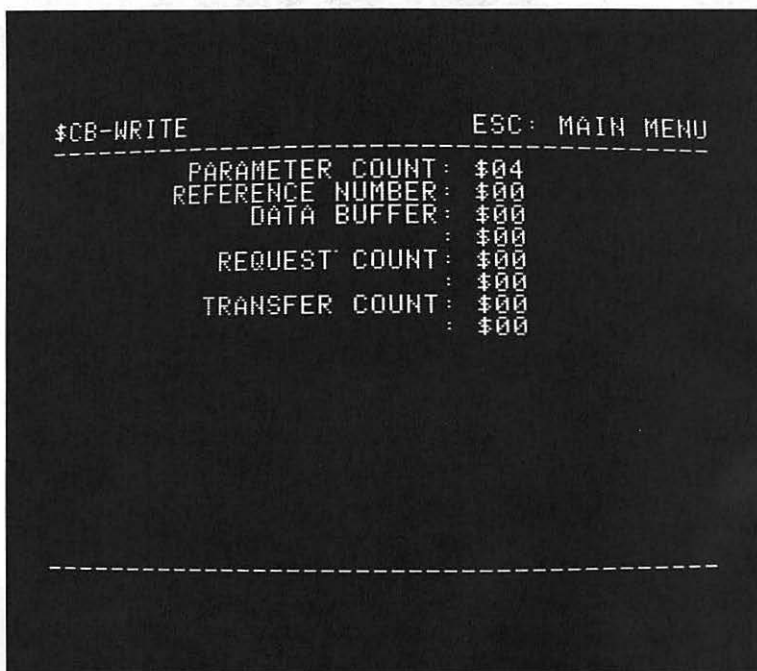 $CB-WRITE ESC: MAIN MENU
----------------------------------------
PARAMETER COUNT: $04
REFERENCE NUMBER: $00
DATA BUFFER: $00
: $00
REQUEST COUNT: $00
: $00
TRANSFER COUNT: $00
: $00
----------------------------------------